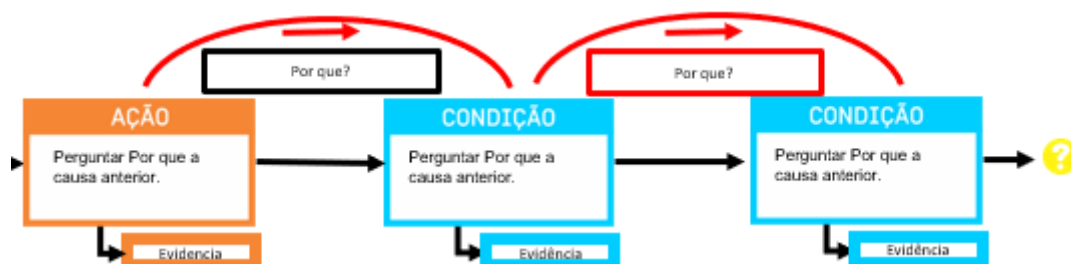 Por que?
Por que?
AÇÃO
Perguntar Por que a
causa anterior.
Evidencia
CONDIÇÃO
Perguntar Por que a
causa anterior.
Evidência
CONDIÇÃO
Perguntar Por que a
causa anterior.
Evidência
?